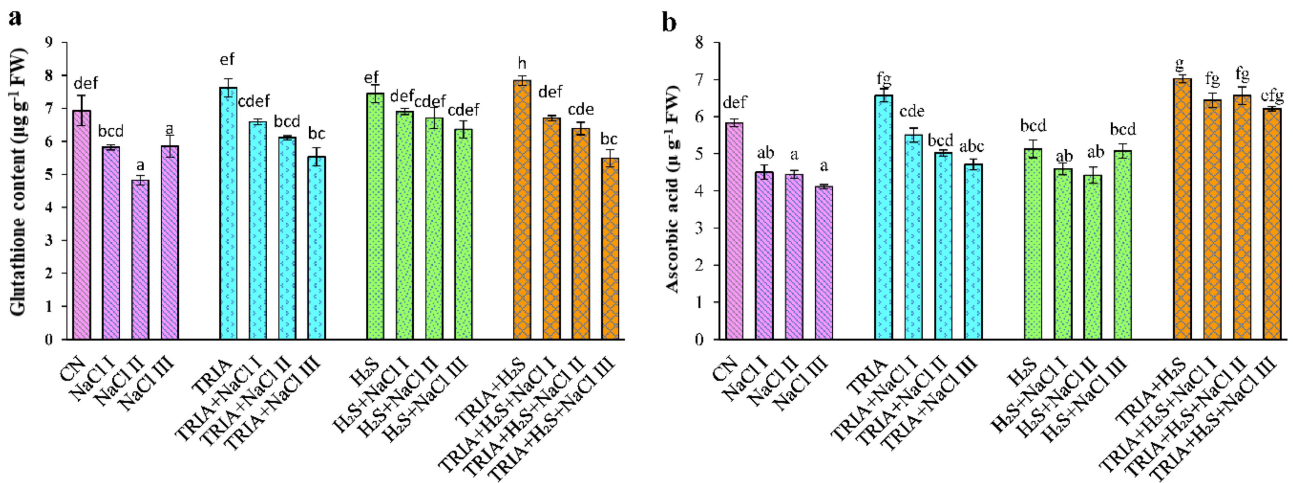 a
Glutathione content (µg g⁻¹ FW)
9
8
7
6
5
4
3
2
1
0
def
bcd
a
a
ef
cdef
bcd
bc
ef
def
cdef
cdef
h
def
cde
bc
CN
NaCl I
NaCl II
NaCl III
TRIA
TRIA+NaCl I
TRIA+NaCl II
TRIA+NaCl III
H₂S
H₂S+NaCl I
H₂S+NaCl II
H₂S+NaCl III
TRIA+H₂S
TRIA+H₂S+NaCl I
TRIA+H₂S+NaCl II
TRIA+H₂S+NaCl III
b
Ascorbic acid (µ g⁻¹ FW)
8
7
6
5
4
3
2
1
0
def
ab
a
a
fg
cde
bcd
abc
bcd
ab
ab
bcd
g
fg
fg
efg
CN
NaCl I
NaCl II
NaCl III
TRIA
TRIA+NaCl I
TRIA+NaCl II
TRIA+NaCl III
H₂S
H₂S+NaCl I
H₂S+NaCl II
H₂S+NaCl III
TRIA+H₂S
TRIA+H₂S+NaCl I
TRIA+H₂S+NaCl II
TRIA+H₂S+NaCl III